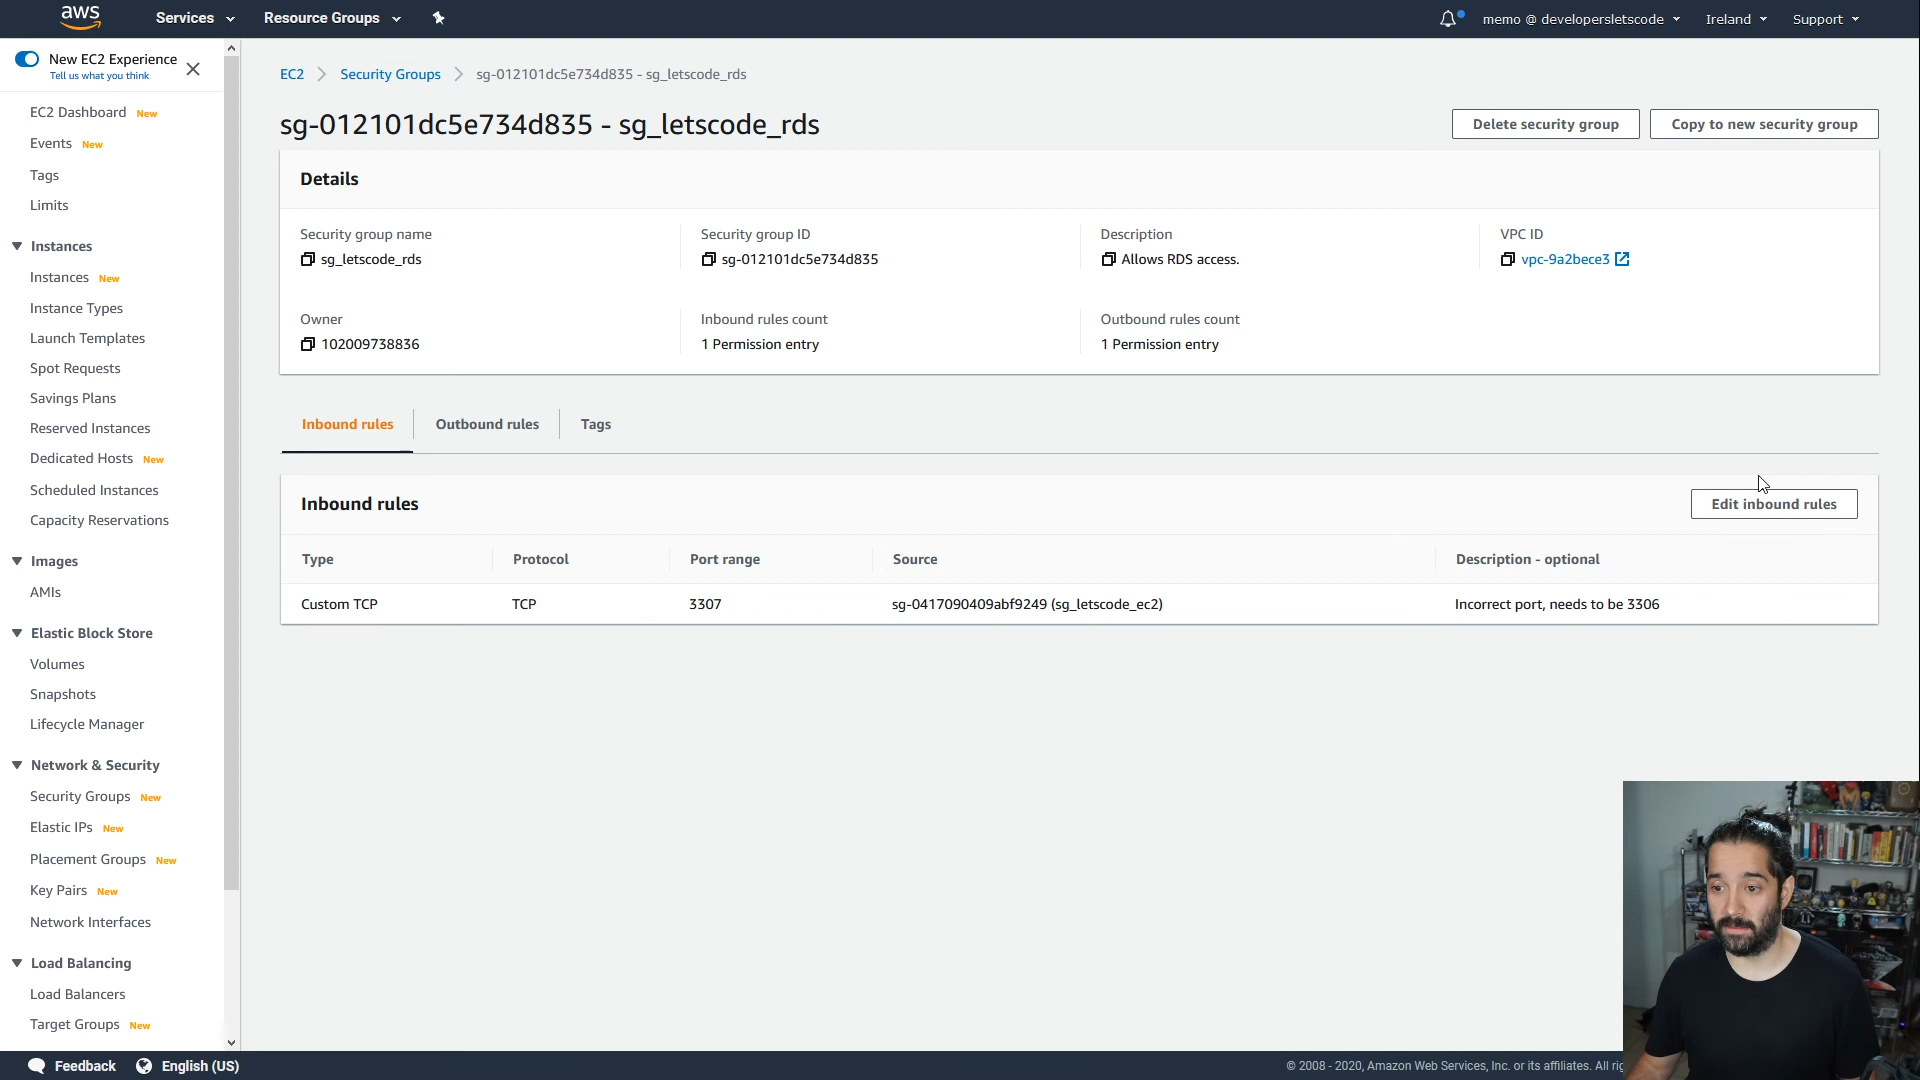 aws Services Resource Groups memo @ developersletscode Ireland Support
New EC2 Experience
Tell us what you think
EC2 Dashboard New
Events New
Tags
Limits
Instances
Instances New
Instance Types
Launch Templates
Spot Requests
Savings Plans
Reserved Instances
Dedicated Hosts New
Scheduled Instances
Capacity Reservations
Images
AMIs
Elastic Block Store
Volumes
Snapshots
Lifecycle Manager
Network & Security
Security Groups New
Elastic IPs New
Placement Groups New
Key Pairs New
Network Interfaces
Load Balancing
Load Balancers
Target Groups New
EC2 Security Groups sg-012101dc5e734d835 - sg_letscode_rds
sg-012101dc5e734d835 - sg_letscode_rds
Delete security group Copy to new security group
Details
Security group name Security group ID Description VPC ID
sg_letscode_rds sg-012101dc5e734d835 Allows RDS access. vpc-9a2bece3
Owner Inbound rules count Outbound rules count
102009738836 1 Permission entry 1 Permission entry
Inbound rules Outbound rules Tags
Inbound rules Edit inbound rules
Type Protocol Port range Source Description - optional
Custom TCP TCP 3307 sg-0417090409abf9249 (sg_letscode_ec2) Incorrect port, needs to be 3306
Feedback English (US) © 2008 - 2020, Amazon Web Services, Inc. or its affiliates. All